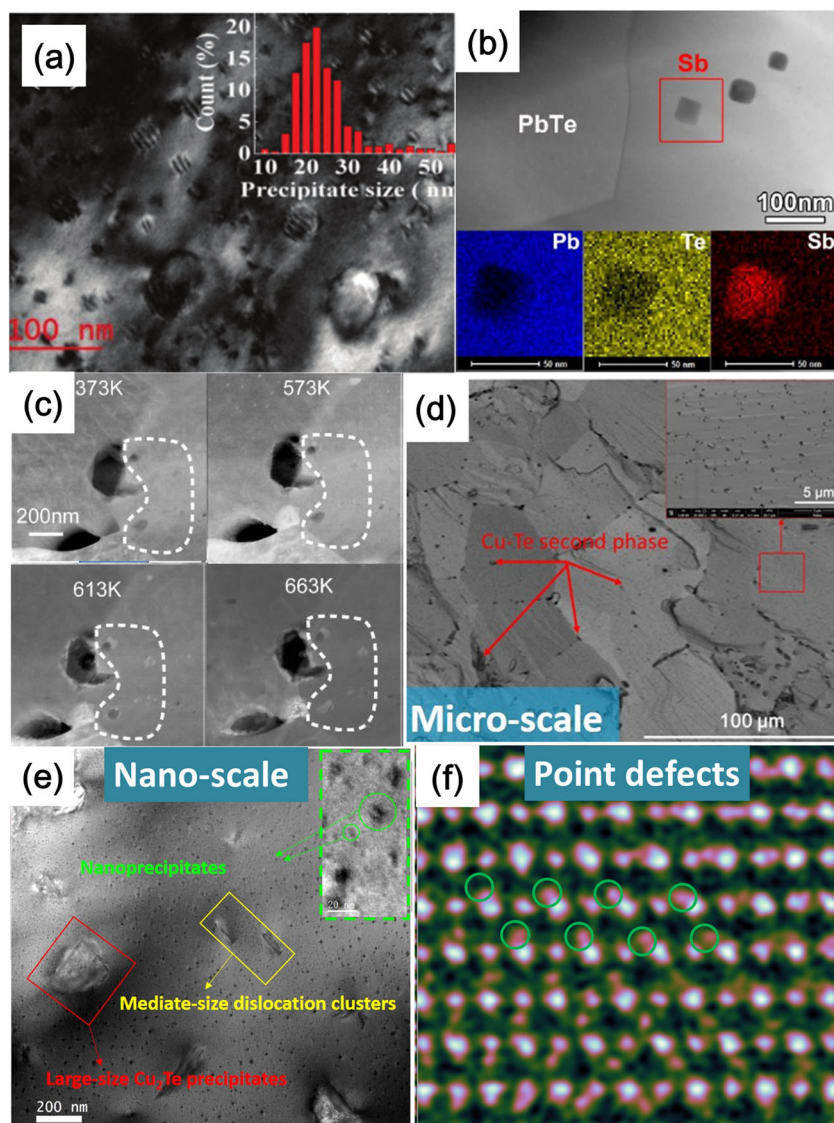 (a)
20
15
10
5
0
Count (%)
10 20 30 40 50
Precipitate size ( nm
100 nm
(b)
Sb
PbTe
100nm
Pb
Te
Sb
50 nm
50 nm
50 nm
(c)
373K
573K
200nm
613K
663K
(d)
5 µm
Cu-Te second phase
Micro-scale
100 µm
(e)
Nano-scale
Nanoprecipitates
20 nm
Mediate-size dislocation clusters
Large-size Cu2Te precipitates
200 nm
(f)
Point defects